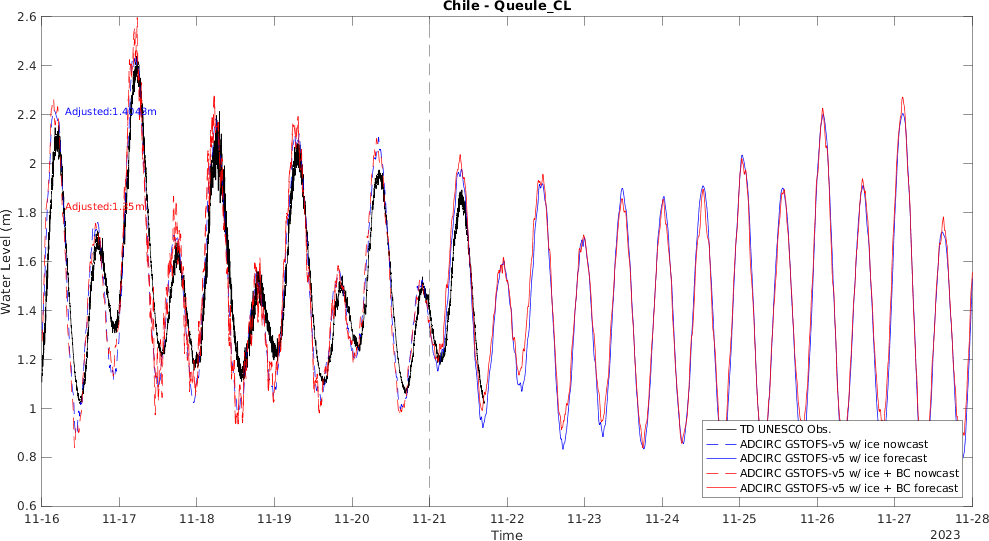 Chile - Queule_CL
2.6
2.4
2.2
2
1.8
1.6
1.4
1.2
1
0.8
0.6
Water Level (m)
Adjusted:1.4043m
Adjusted:1.35m
TD UNESCO Obs.
ADCIRC GSTOFS-v5 w/ ice nowcast
ADCIRC GSTOFS-v5 w/ ice forecast
ADCIRC GSTOFS-v5 w/ ice + BC nowcast
ADCIRC GSTOFS-v5 w/ ice + BC forecast
11-16 11-17 11-18 11-19 11-20 11-21 11-22 11-23 11-24 11-25 11-26 11-27 11-28
Time
2023